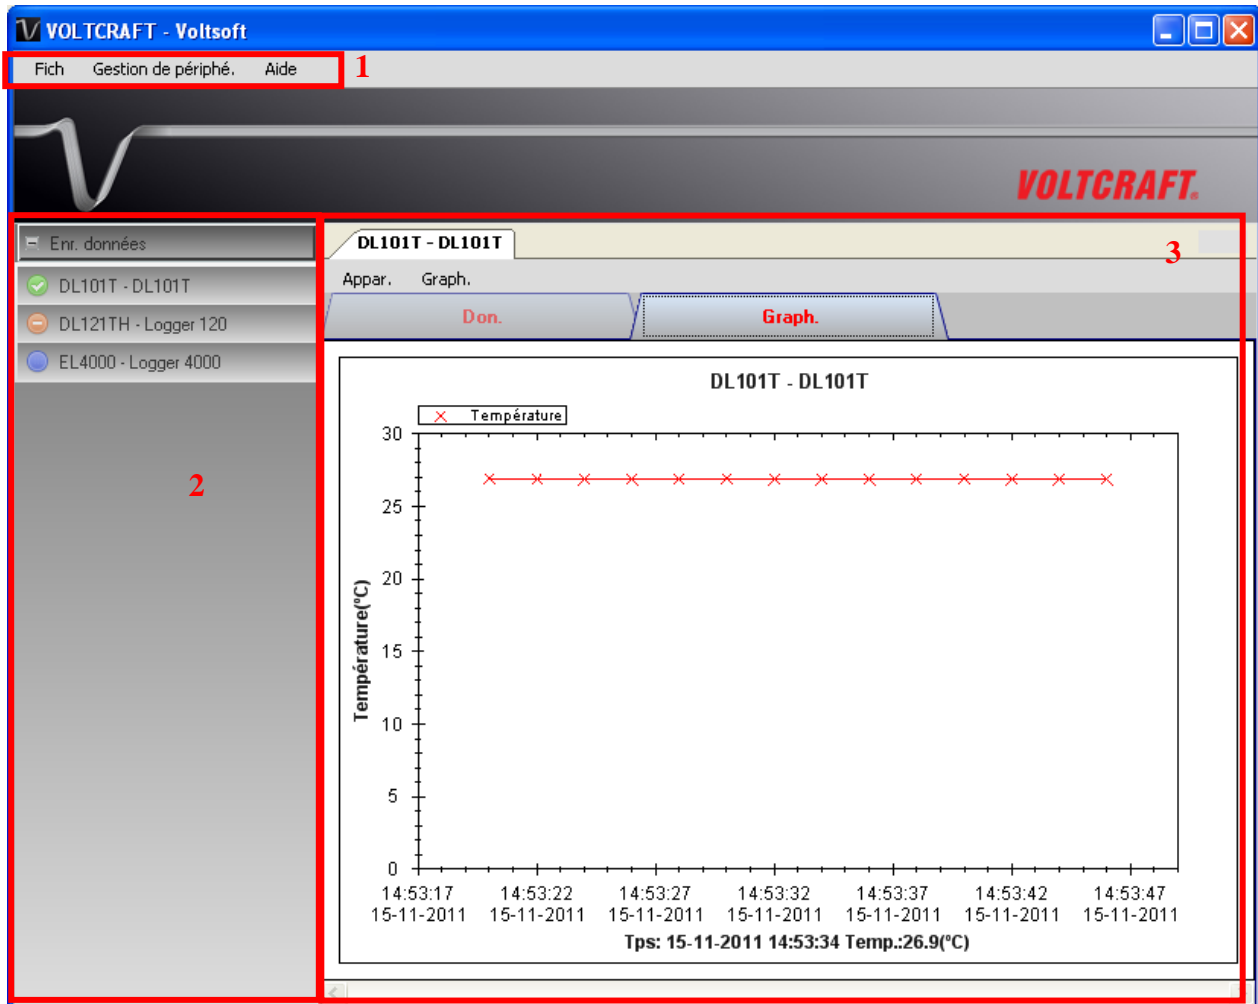 VOLTCRAFT - Voltsoft
Fich Gestion de périphé. Aide 1
VOLTCRAFT®
Enr. données
DL101T - DL101T
DL121TH - Logger 120
EL4000 - Logger 4000
2
DL101T - DL101T
3
Appar. Graph.
Don. Graph.
DL101T - DL101T
Température
30
25
20
15
10
5
0
Température(°C)
14:53:17 14:53:22 14:53:27 14:53:32 14:53:37 14:53:42 14:53:47
15-11-2011 15-11-2011 15-11-2011 15-11-2011 15-11-2011 15-11-2011 15-11-2011
Tps: 15-11-2011 14:53:34 Temp.:26.9(°C)